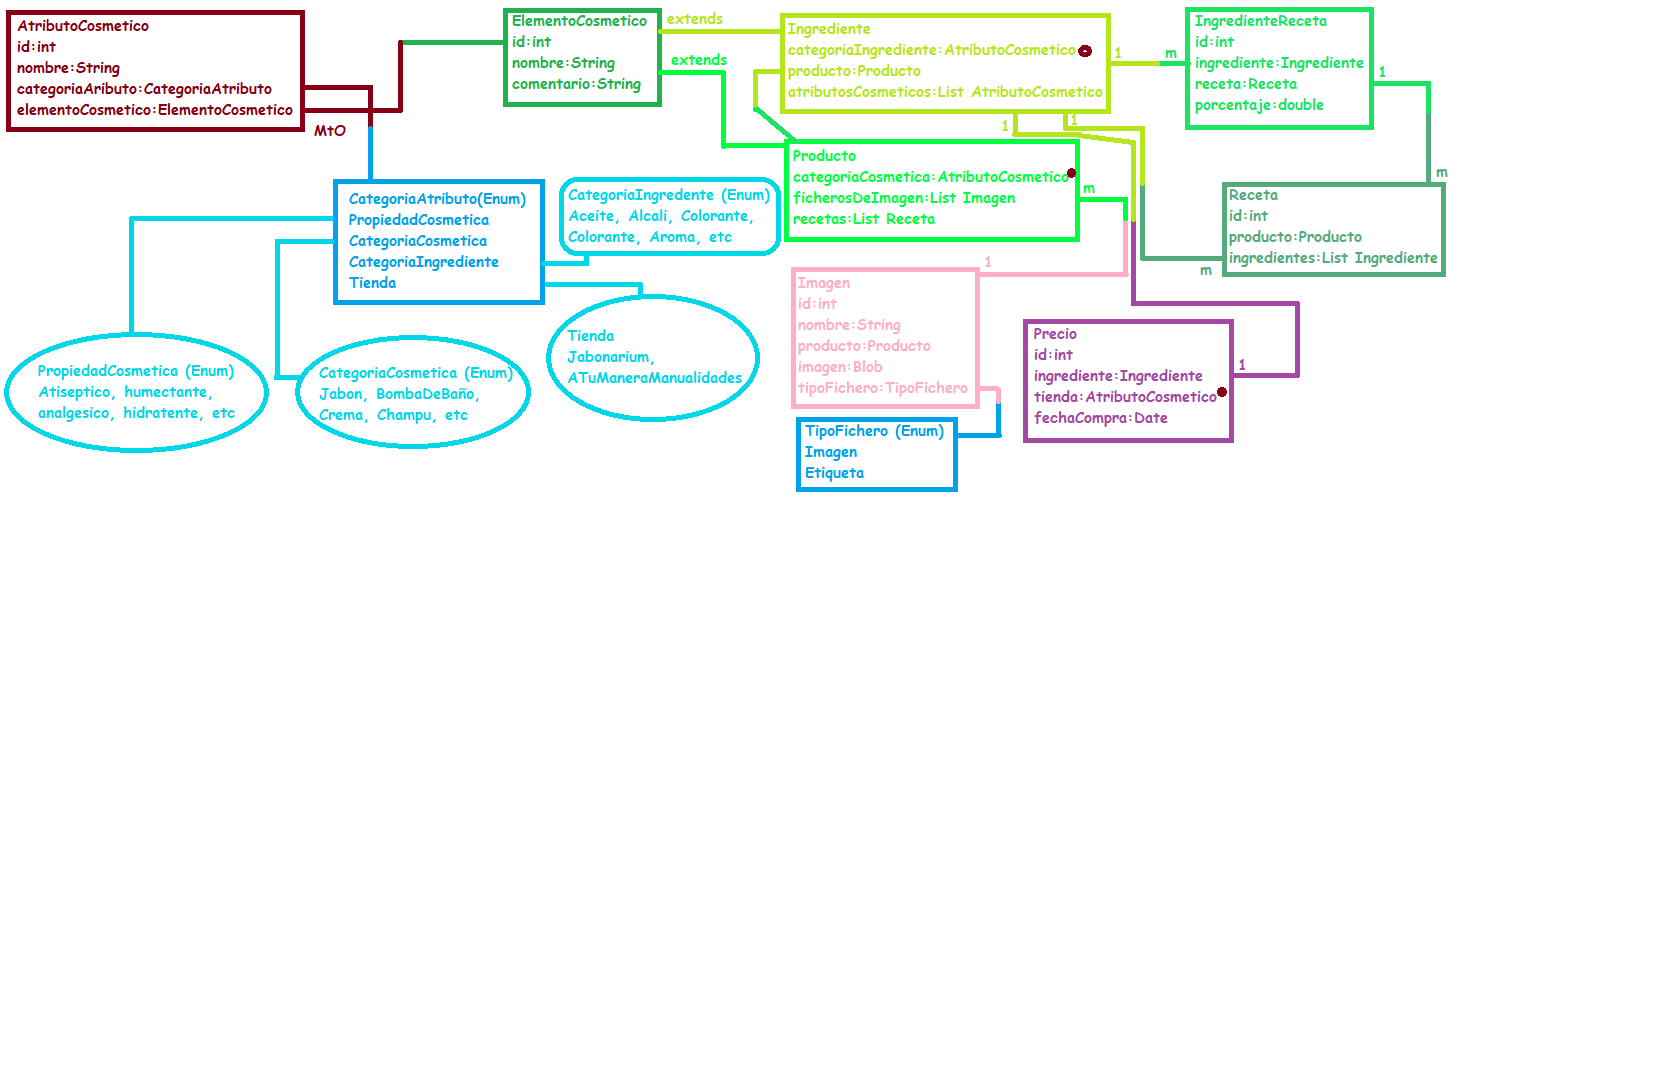 AtributoCosmetico
id:int
nombre:String
categoriaAributo:CategoriaAtributo
elementoCosmetico:ElementoCosmetico
MtO
ElementoCosmetico
id:int
nombre:String
comentario:String
extends
extends
Ingrediente
categoriaIngrediente:AtributoCosmetico
producto:Producto
atributosCosmeticos:List AtributoCosmetico
1
m
1
1
IngredienteReceta
id:int
ingrediente:Ingrediente
receta:Receta
porcentaje:double
1
m
Producto
categoriaCosmetica:AtributoCosmetico
ficherosDeImagen:List Imagen
recetas:List Receta
m
Receta
id:int
producto:Producto
ingredientes:List Ingrediente
m
CategoriaAtributo(Enum)
PropiedadCosmetica
CategoriaCosmetica
CategoriaIngrediente
Tienda
CategoriaIngredente (Enum)
Aceite, Alcali, Colorante,
Colorante, Aroma, etc
1
Imagen
id:int
nombre:String
producto:Producto
imagen:Blob
tipoFichero:TipoFichero
Precio
id:int
ingrediente:Ingrediente
tienda:AtributoCosmetico
fechaCompra:Date
1
PropiedadCosmetica (Enum)
Atiseptico, humectante,
analgesico, hidratente, etc
CategoriaCosmetica (Enum)
Jabon, BombaDeBaño,
Crema, Champu, etc
Tienda
Jabonarium,
ATuManeraManualidades
TipoFichero (Enum)
Imagen
Etiqueta